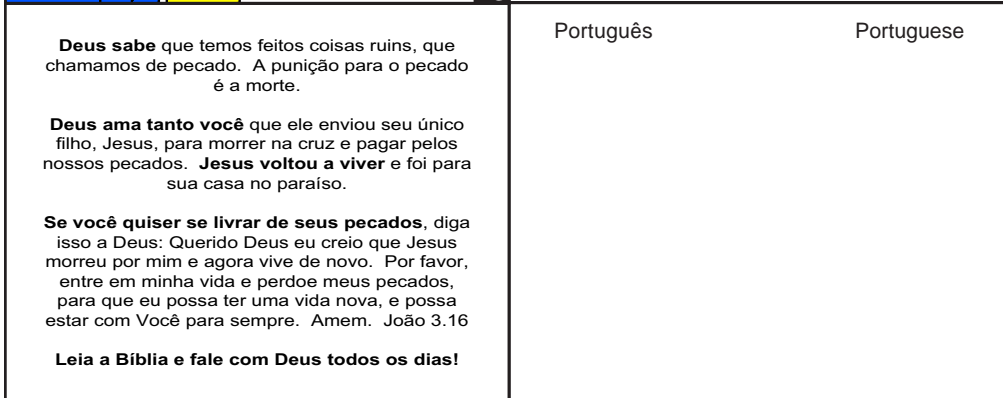 Deus sabe que temos feitos coisas ruins, que
chamamos de pecado. A punição para o pecado
é a morte.
Deus ama tanto você que ele enviou seu único
filho, Jesus, para morrer na cruz e pagar pelos
nossos pecados. Jesus voltou a viver e foi para
sua casa no paraíso.
Se você quiser se livrar de seus pecados, diga
isso a Deus: Querido Deus eu creio que Jesus
morreu por mim e agora vive de novo. Por favor,
entre em minha vida e perdoe meus pecados,
para que eu possa ter uma vida nova, e possa
estar com Você para sempre. Amem. João 3.16
Leia a Bíblia e fale com Deus todos os dias!
Português Portuguese